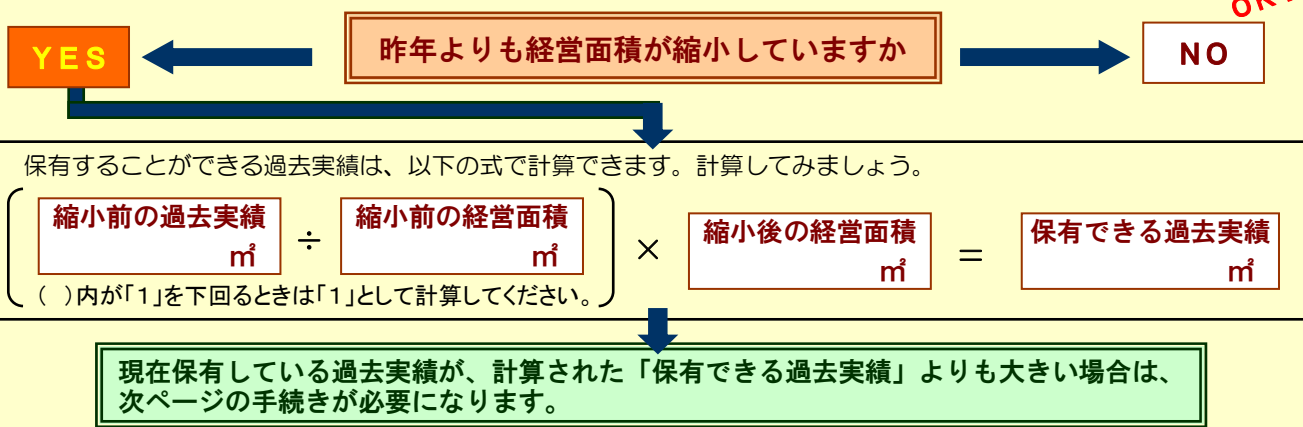 YES
昨年よりも経営面積が縮小していますか
NO
保有することができる過去実績は、以下の式で計算できます。計算してみましょう。
縮小前の過去実績
㎡
÷
縮小前の経営面積
㎡
×
縮小後の経営面積
㎡
=
保有できる過去実績
㎡
( )内が「1」を下回るときは「1」として計算してください。
現在保有している過去実績が、計算された「保有できる過去実績」よりも大きい場合は、
次ページの手続きが必要になります。